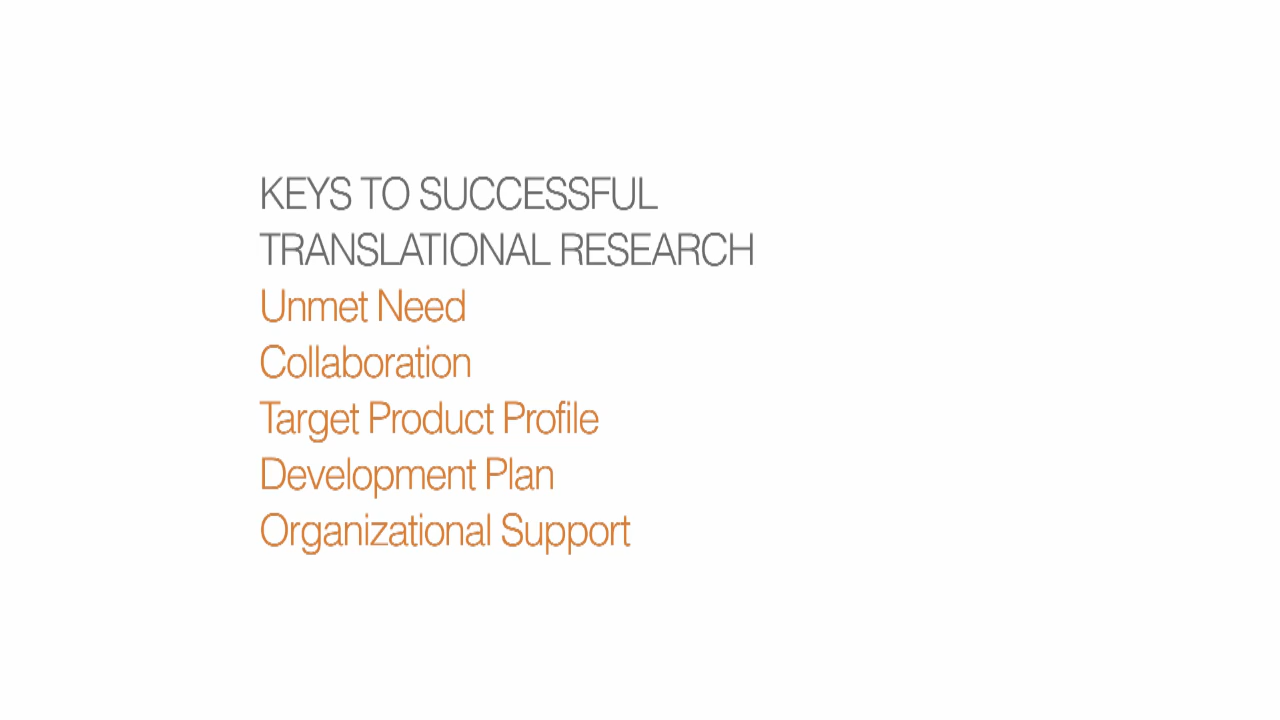 KEYS TO SUCCESSFUL
TRANSLATIONAL RESEARCH
Unmet Need
Collaboration
Target Product Profile
Development Plan
Organizational Support